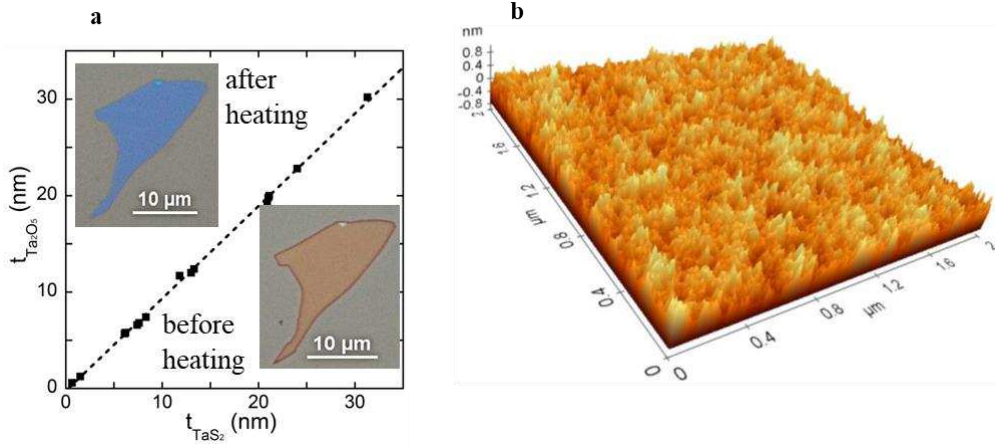 a
b
after
heating
10 μm
before
heating
10 μm
30
20
10
0
0
10
20
30
t_Ta₂O₅ (nm)
t_TaS₂ (nm)
nm
0.8
0.4
0
-0.4
-0.8
2
1.6
1.2
0.8
0.4
0
μm
0
0.4
0.8
1.2
1.6
2
μm